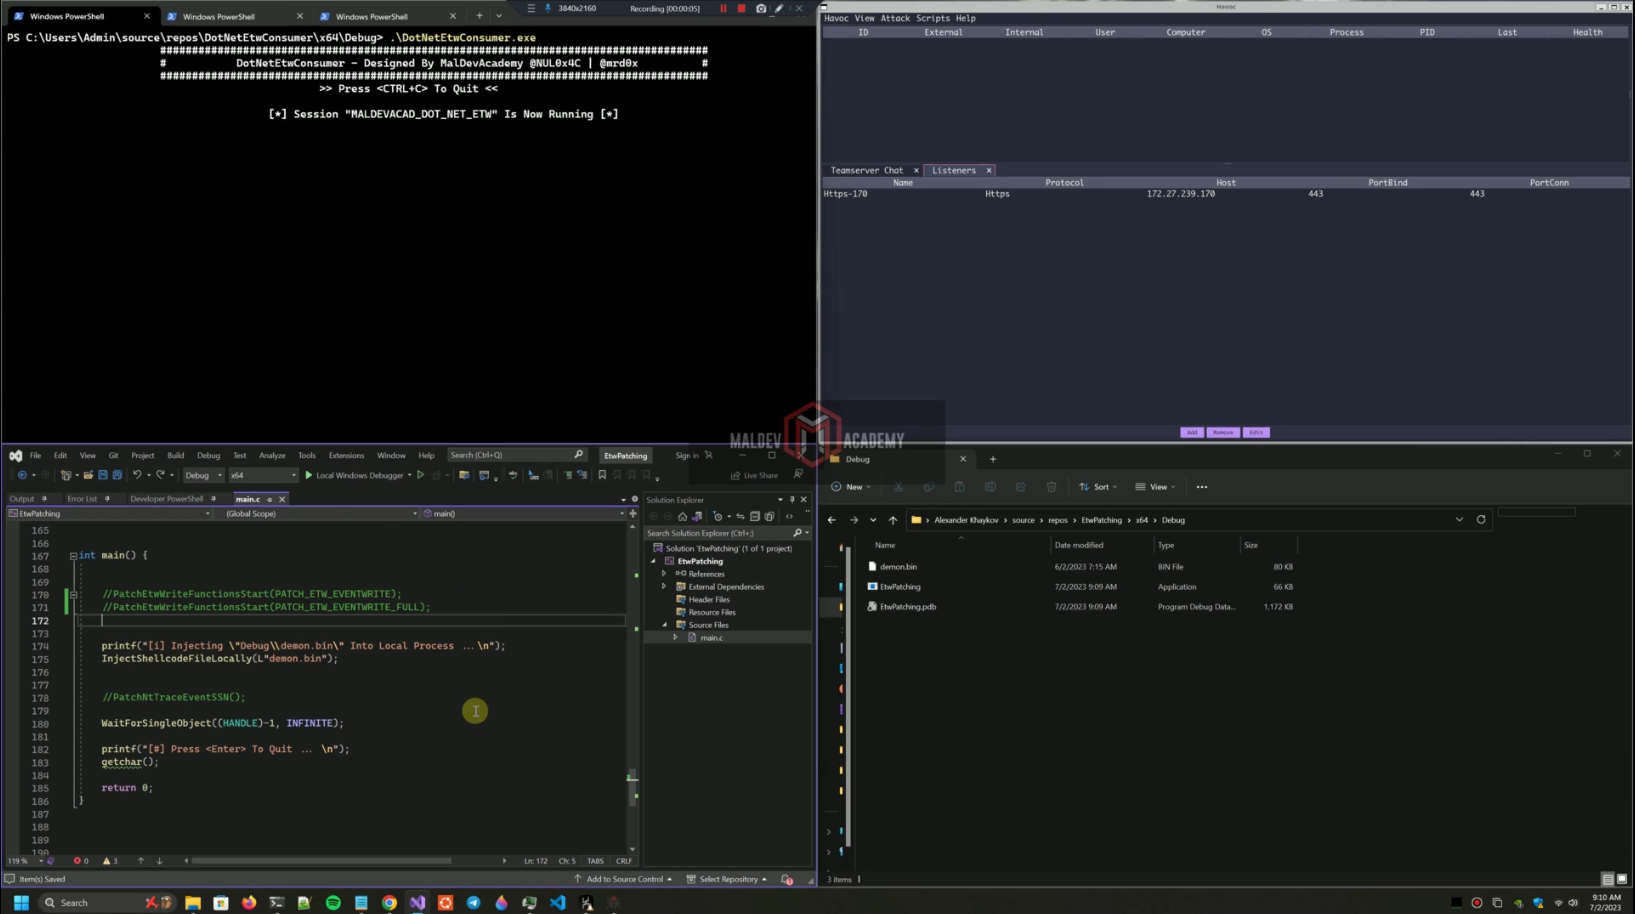 Windows PowerShell
Windows PowerShell
Windows PowerShell
3840x2160
Recording [00:00:05]
PS C:\Users\Admin\source\repos\DotNetEtwConsumer\x64\Debug> .\DotNetEtwConsumer.exe
###########################################################################################
# DotNetEtwConsumer - Designed By MalDevAcademy @NUL0x4C | @mrd0x #
###########################################################################################
>> Press <CTRL+C> To Quit <<
[*] Session "MALDEVACAD_DOT_NET_ETW" Is Now Running [*]
Havoc
Havoc View Attack Scripts Help
ID External Internal User Computer OS Process PID Last Health
Teamserver Chat Listeners
Name Protocol Host PortBind PortConn
Https-170 Https 172.27.239.170 443 443
Add Remove Edit
MALDEV ACADEMY
File Edit View Git Project Build Debug Test Analyze Tools Extensions Window Help Search (Ctrl+Q) EtwPatching Sign in
Debug x64 Local Windows Debugger Live Share
Output Error List Developer PowerShell main.c
EtwPatching (Global Scope) main()
165
166
167 int main() {
168
169
170 //PatchEtwWriteFunctionsStart(PATCH_ETW_EVENTWRITE);
171 //PatchEtwWriteFunctionsStart(PATCH_ETW_EVENTWRITE_FULL);
172
173
174 printf("[i] Injecting \"Debug\\demon.bin\" Into Local Process ...\n");
175 InjectShellcodeFileLocally(L"demon.bin");
176
177
178 //PatchNtTraceEventSSN();
179
180 WaitForSingleObject((HANDLE)-1, INFINITE);
181
182 printf("[#] Press <Enter> To Quit ... \n");
183 getchar();
184
185 return 0;
186 }
187
188
189
190
119 % 0 3 Ln: 172 Ch: 5 TABS CRLF
Item(s) Saved Add to Source Control Select Repository
Solution Explorer
Search Solution Explorer (Ctrl+;)
Solution 'EtwPatching' (1 of 1 project)
EtwPatching
References
External Dependencies
Header Files
Resource Files
Source Files
main.c
Debug
New Sort View
Alexander Khaykov > source > repos > EtwPatching > x64 > Debug
Name Date modified Type Size
demon.bin 6/2/2023 7:15 AM BIN File 80 KB
EtwPatching 7/2/2023 9:09 AM Application 66 KB
EtwPatching.pdb 7/2/2023 9:09 AM Program Debug Data... 1,172 KB
3 items
Search
9:10 AM
7/2/2023